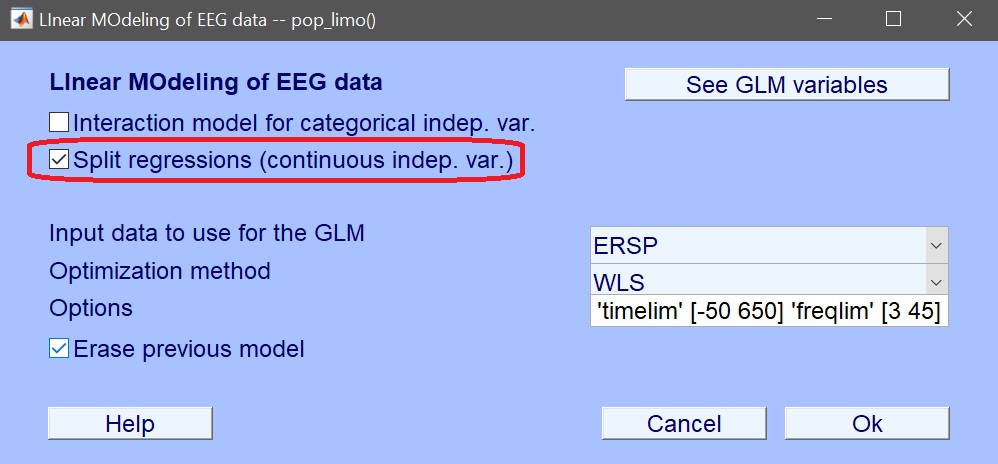 LInear MOdeling of EEG data -- pop_limo()
LInear MOdeling of EEG data
See GLM variables
Interaction model for categorical indep. var.
Split regressions (continuous indep. var.)
Input data to use for the GLM
ERSP
Optimization method
WLS
Options
'timelim' [-50 650] 'freqlim' [3 45]
Erase previous model
Help
Cancel
Ok